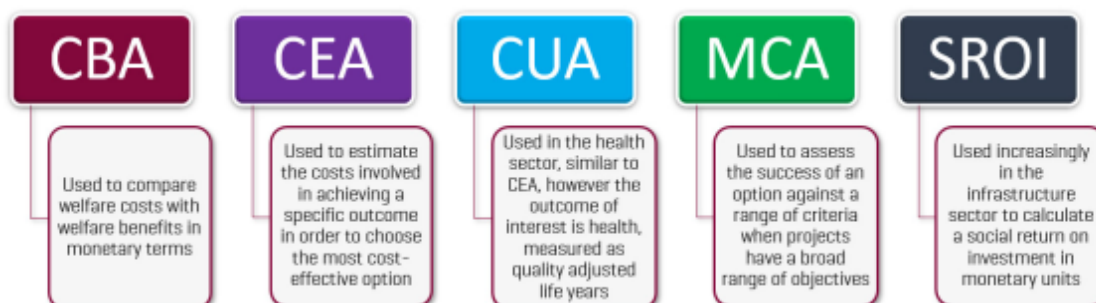 CBA
Used to compare
welfare costs with
welfare benefits in
monetary terms
CEA
Used to estimate
the costs involved
in achieving a
specific outcome
in order to choose
the most cost-
effective option
CUA
Used in the health
sector, similar to
CEA, however the
outcome of
interest is health,
measured as
quality adjusted
life years
MCA
Used to assess
the success of an
option against a
range of criteria
when projects
have a broad
range of objectives
SROI
Used increasingly
in the
infrastructure
sector to calculate
a social return on
investment in
monetary units